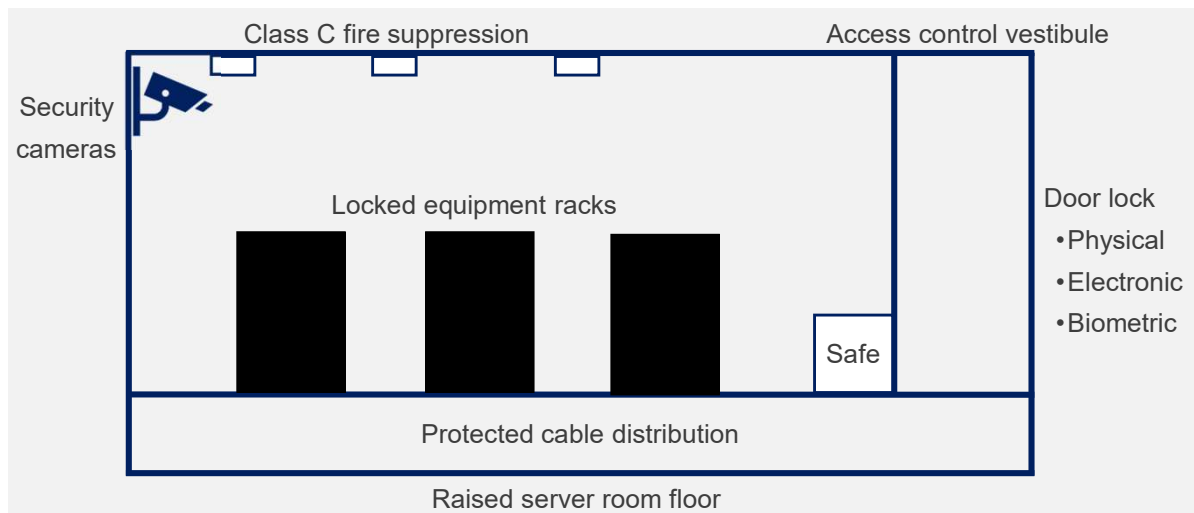 Class C fire suppression
Access control vestibule
Security
cameras
Locked equipment racks
Door lock
•Physical
•Electronic
•Biometric
Safe
Protected cable distribution
Raised server room floor